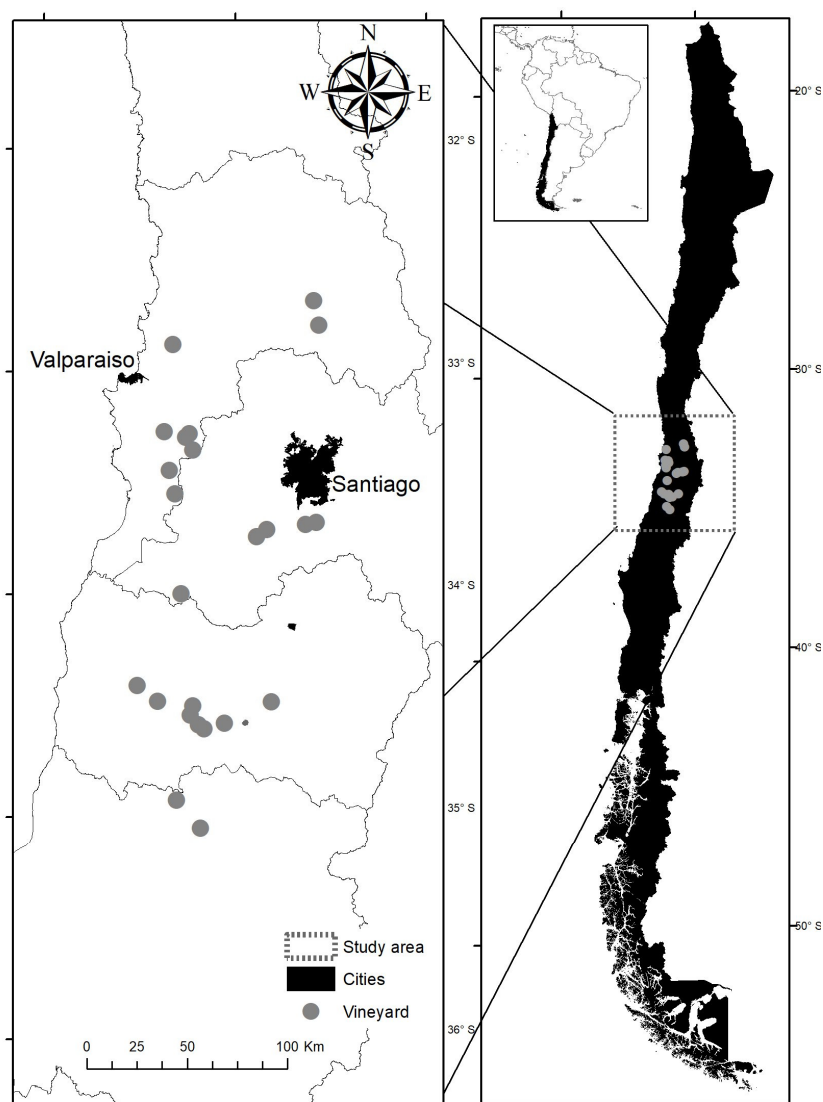 N
W
E
S
32° S
Valparaiso
33° S
Santiago
34° S
35° S
Study area
Cities
Vineyard
0
25
50
100 Km
36° S
20° S
30° S
40° S
50° S